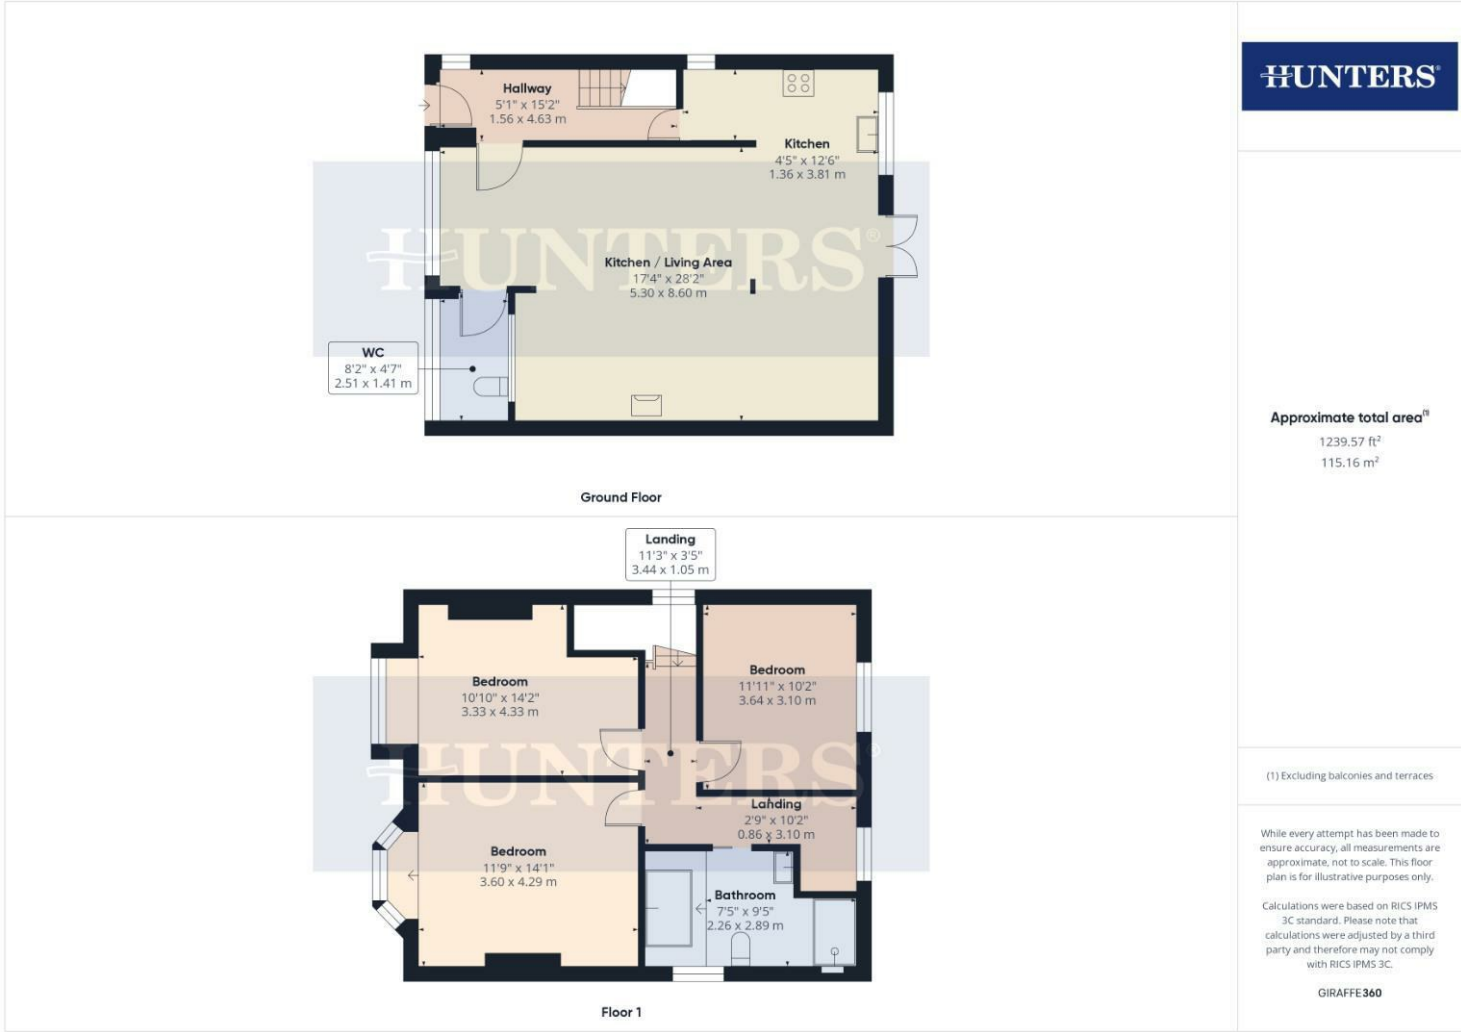 Hallway
5'1" x 15'2"
1.56 x 4.63 m
Kitchen
4'5" x 12'6"
1.36 x 3.81 m
HUNTERS®
Kitchen / Living Area
17'4" x 28'2"
5.30 x 8.60 m
WC
8'2" x 4'7"
2.51 x 1.41 m
Ground Floor
Landing
11'3" x 3'5"
3.44 x 1.05 m
Bedroom
10'10" x 14'2"
3.33 x 4.33 m
Bedroom
11'11" x 10'2"
3.64 x 3.10 m
HUNTERS®
Landing
2'9" x 10'2"
0.86 x 3.10 m
Bedroom
11'9" x 14'1"
3.60 x 4.29 m
Bathroom
7'5" x 9'5"
2.26 x 2.89 m
Floor 1
HUNTERS®
Approximate total area⁽¹⁾
1239.57 ft²
115.16 m²
(1) Excluding balconies and terraces
While every attempt has been made to
ensure accuracy, all measurements are
approximate, not to scale. This floor
plan is for illustrative purposes only.
Calculations were based on RICS IPMS
3C standard. Please note that
calculations were adjusted by a third
party and therefore may not comply
with RICS IPMS 3C.
GIRAFFE360